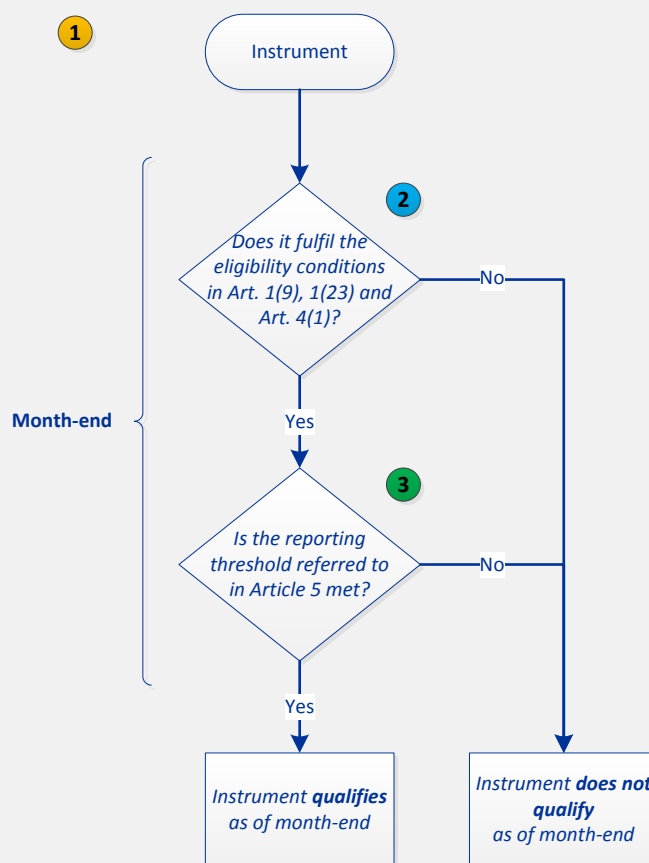 1
Instrument
2
Does it fulfil the
eligibility conditions
in Art. 1(9), 1(23) and
Art. 4(1)?
No
Month-end
Yes
3
Is the reporting
threshold referred to
in Article 5 met?
No
Yes
Instrument qualifies
as of month-end
Instrument does not
qualify
as of month-end